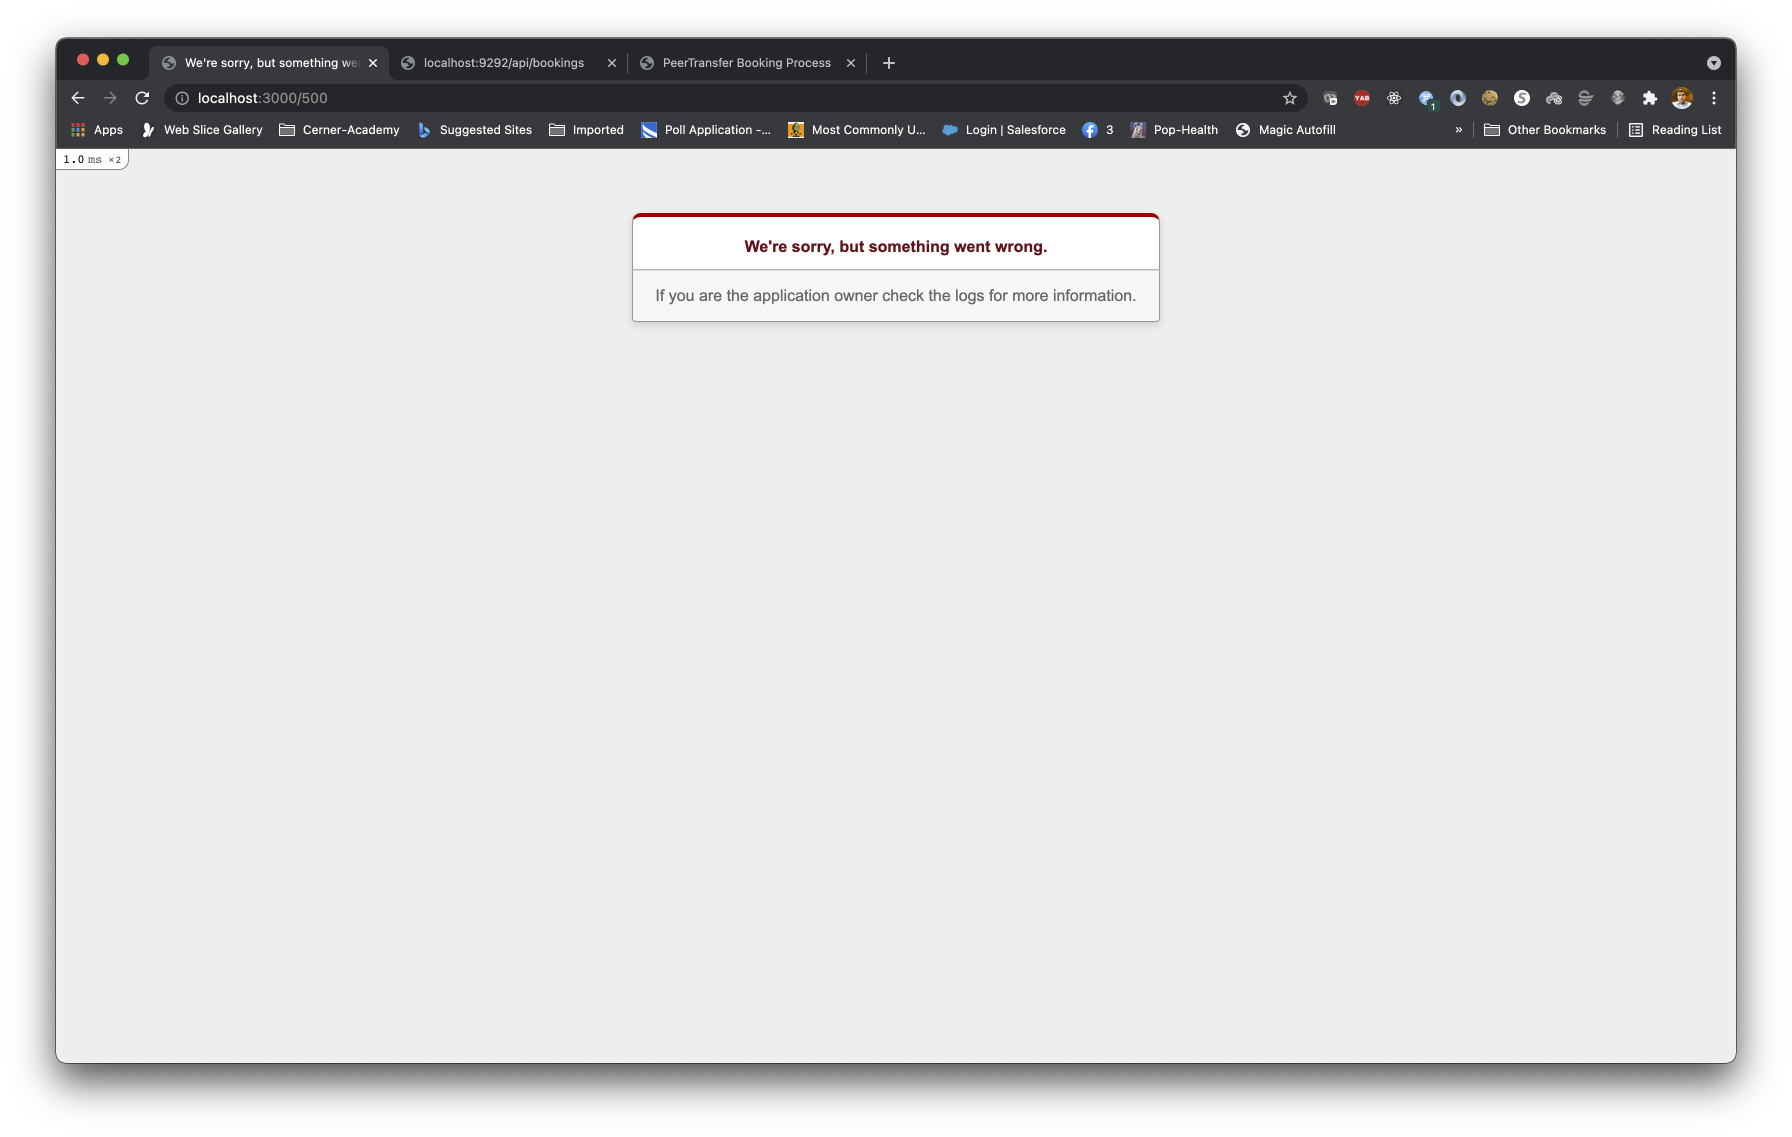 We're sorry, but something we
localhost:9292/api/bookings
PeerTransfer Booking Process
localhost:3000/500
YAB
1
Apps
Web Slice Gallery
Cerner-Academy
Suggested Sites
Imported
Poll Application -...
Most Commonly U...
Login | Salesforce
3
Pop-Health
Magic Autofill
»
Other Bookmarks
Reading List
1.0 ms ×2
We're sorry, but something went wrong.
If you are the application owner check the logs for more information.